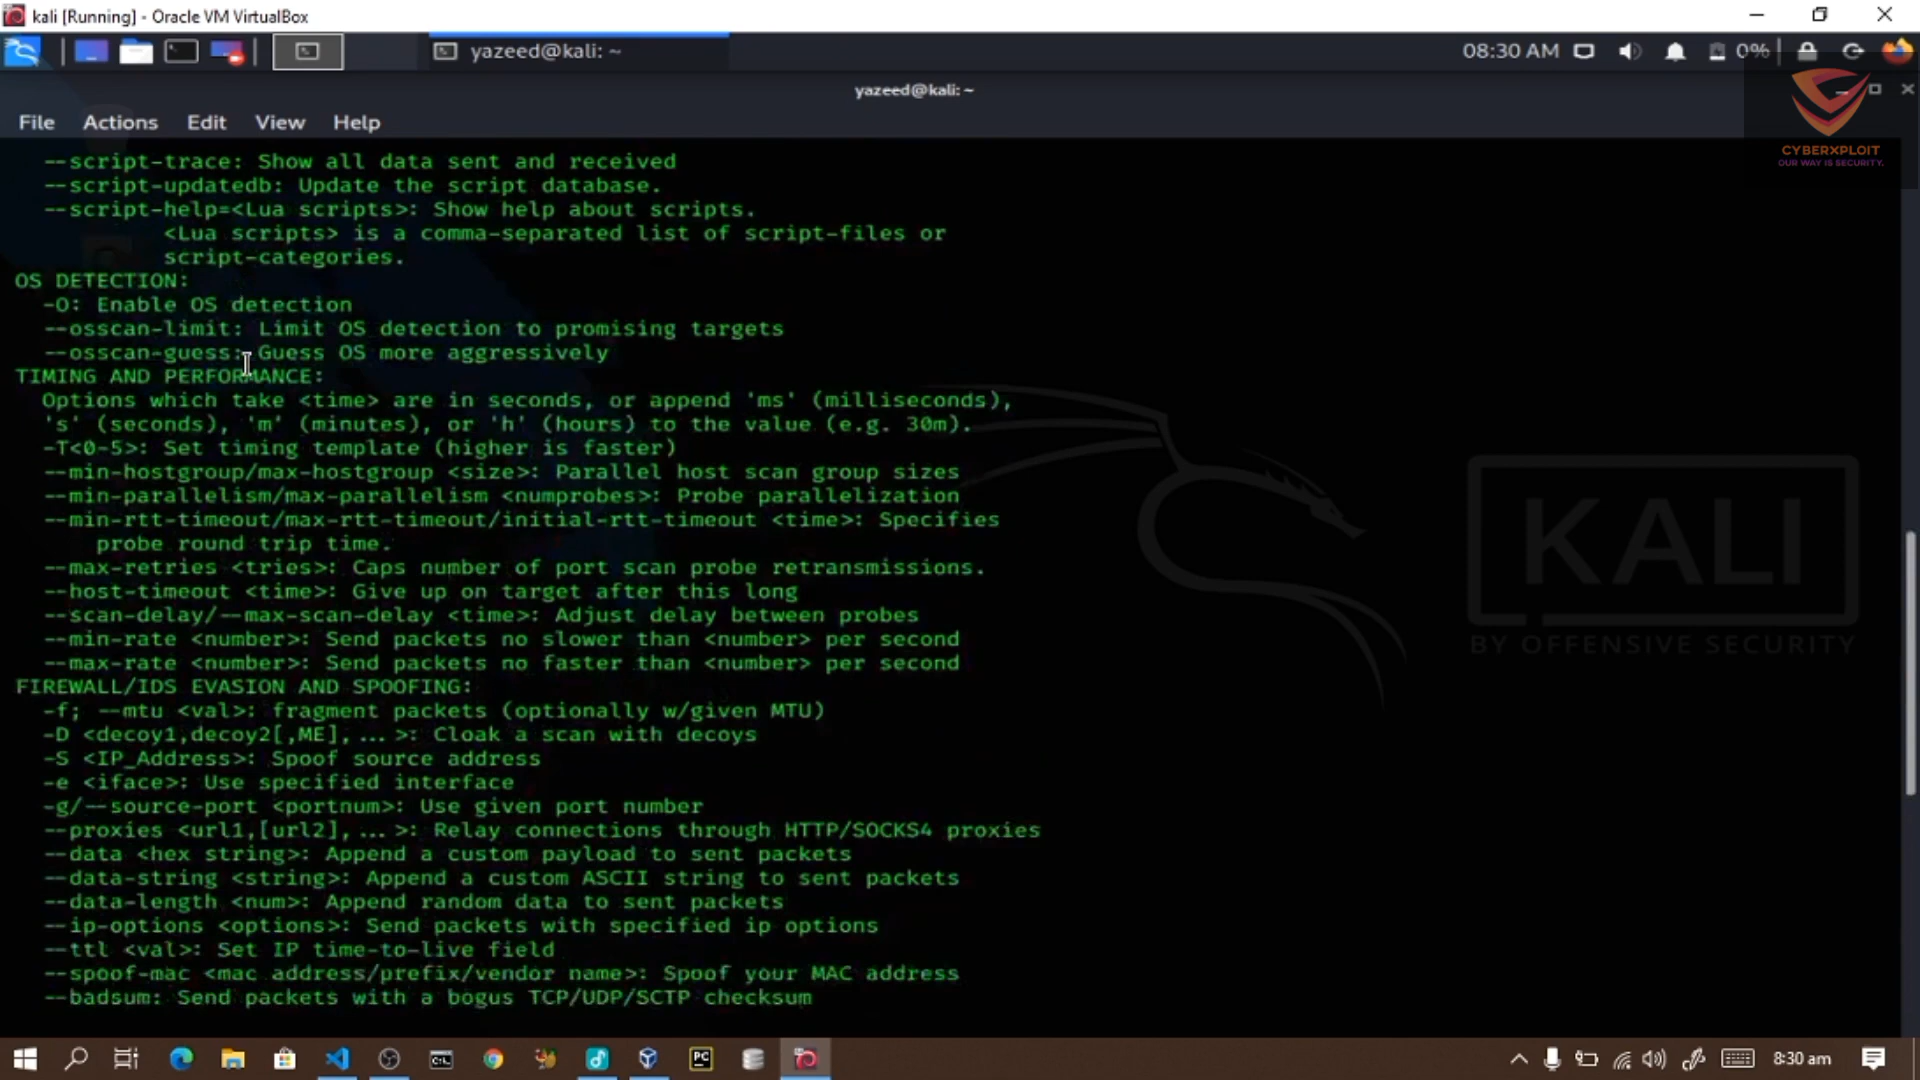 kali [Running] - Oracle VM VirtualBox
yazeed@kali: ~
08:30 AM
0%
yazeed@kali: ~
File Actions Edit View Help
CYBERXPLOIT
OUR WAY IS SECURITY.
--script-trace: Show all data sent and received
--script-updatedb: Update the script database.
--script-help=<Lua scripts>: Show help about scripts.
<Lua scripts> is a comma-separated list of script-files or
script-categories.
OS DETECTION:
-O: Enable OS detection
--osscan-limit: Limit OS detection to promising targets
--osscan-guess: Guess OS more aggressively
TIMING AND PERFORMANCE:
Options which take <time> are in seconds, or append 'ms' (milliseconds),
's' (seconds), 'm' (minutes), or 'h' (hours) to the value (e.g. 30m).
-T<0-5>: Set timing template (higher is faster)
--min-hostgroup/max-hostgroup <size>: Parallel host scan group sizes
--min-parallelism/max-parallelism <numprobes>: Probe parallelization
--min-rtt-timeout/max-rtt-timeout/initial-rtt-timeout <time>: Specifies
probe round trip time.
--max-retries <tries>: Caps number of port scan probe retransmissions.
--host-timeout <time>: Give up on target after this long
--scan-delay/--max-scan-delay <time>: Adjust delay between probes
--min-rate <number>: Send packets no slower than <number> per second
--max-rate <number>: Send packets no faster than <number> per second
FIREWALL/IDS EVASION AND SPOOFING:
-f; --mtu <val>: fragment packets (optionally w/given MTU)
-D <decoy1,decoy2[,ME],...>: Cloak a scan with decoys
-S <IP_Address>: Spoof source address
-e <iface>: Use specified interface
-g/--source-port <portnum>: Use given port number
--proxies <url1,[url2],...>: Relay connections through HTTP/SOCKS4 proxies
--data <hex string>: Append a custom payload to sent packets
--data-string <string>: Append a custom ASCII string to sent packets
--data-length <num>: Append random data to sent packets
--ip-options <options>: Send packets with specified ip options
--ttl <val>: Set IP time-to-live field
--spoof-mac <mac address/prefix/vendor name>: Spoof your MAC address
--badsum: Send packets with a bogus TCP/UDP/SCTP checksum
KALI
BY OFFENSIVE SECURITY
PC
8:30 am